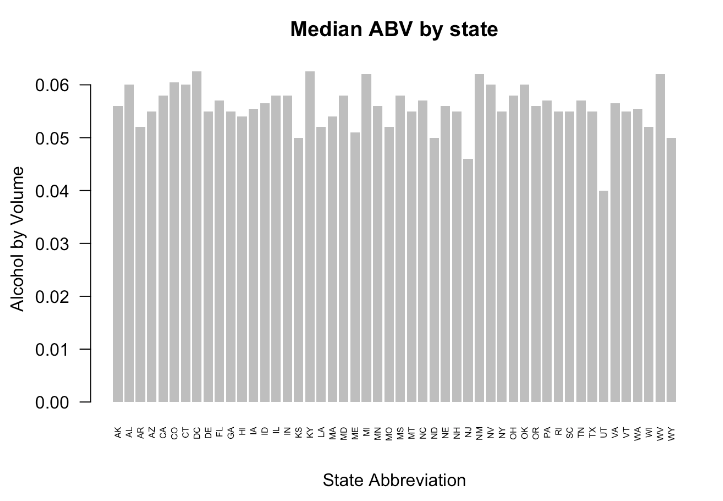 Median ABV by state
Alcohol by Volume
0.06
0.05
0.04
0.03
0.02
0.01
0.00
AK AL AR AZ CA CO CT DC DE FL GA HI IA ID IL IN KS KY LA MA MD ME MI MN MO MS MT NC ND NE NH NJ NM NV NY OH OK OR PA RI SC TN TX UT VA VT WA WI WV WY
State Abbreviation